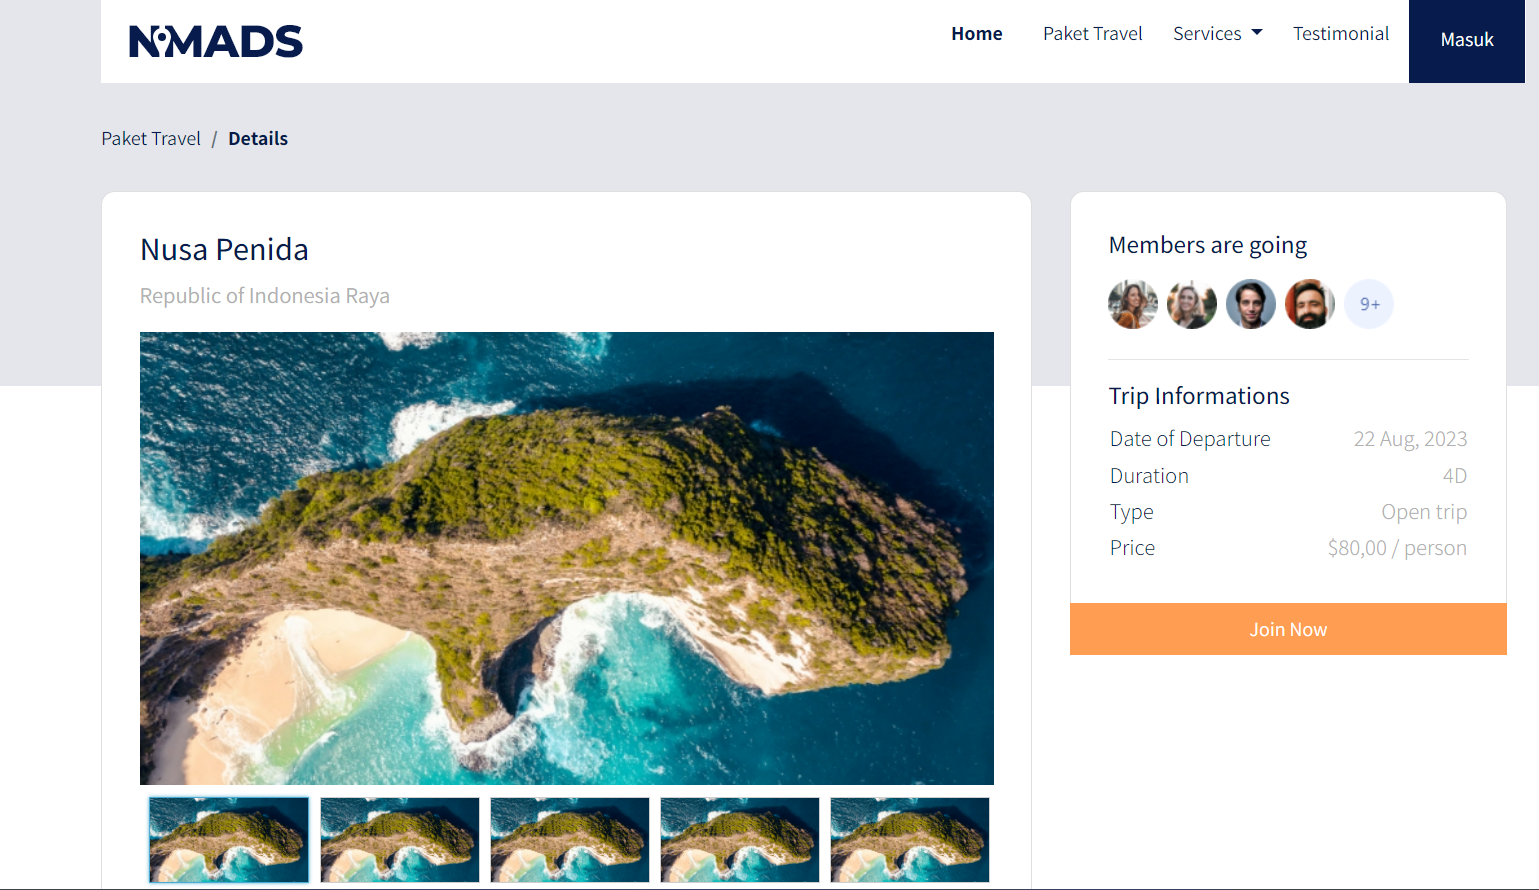 NOMADS
Home Paket Travel Services Testimonial Masuk
Paket Travel / Details
Nusa Penida
Republic of Indonesia Raya
Members are going
9+
Trip Informations
Date of Departure 22 Aug, 2023
Duration 4D
Type Open trip
Price $80,00 / person
Join Now